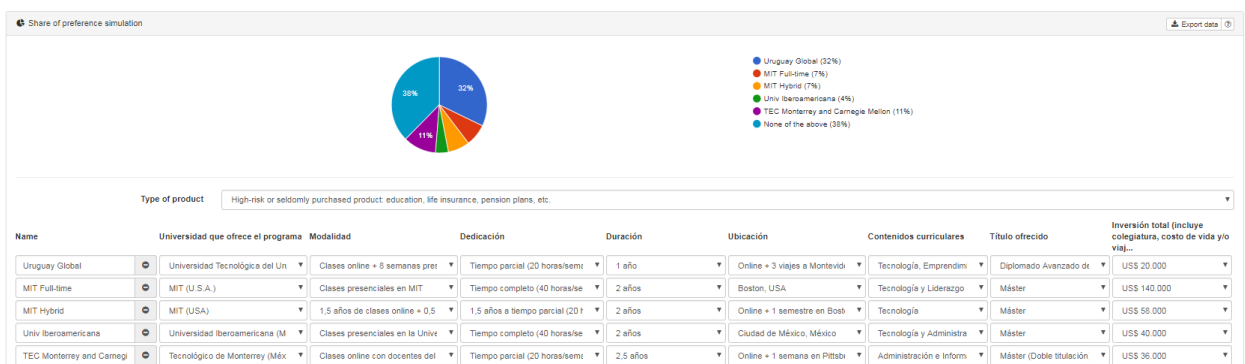 Share of preference simulation
Export data
32%
38%
11%
Uruguay Global (32%)
MIT Full-time (7%)
MIT Hybrid (7%)
Univ Iberoamericana (4%)
TEC Monterrey and Carnegie Mellon (11%)
None of the above (38%)
Type of product High-risk or seldomly purchased product: education, life insurance, pension plans, etc.
Name Universidad que ofrece el programa Modalidad Dedicación Duración Ubicación Contenidos curriculares Título ofrecido Inversión total (incluye colegiatura, costo de vida y/o viaj...
Uruguay Global Universidad Tecnológica del Un Clases online + 8 semanas pres Tiempo parcial (20 horas/sema 1 año Online + 3 viajes a Montevide Tecnología, Emprendimi Diplomado Avanzado de US$ 20.000
MIT Full-time MIT (U.S.A.) Clases presenciales en MIT Tiempo completo (40 horas/se 2 años Boston, USA Tecnología y Liderazgo Máster US$ 140.000
MIT Hybrid MIT (USA) 1,5 años de clases online + 0,5 1,5 años a tiempo parcial (20 h 2 años Online + 1 semestre en Bost Tecnología Máster US$ 58.000
Univ Iberoamericana Universidad Iberoamericana (M Clases presenciales en la Unive Tiempo completo (40 horas/se 2 años Ciudad de México, México Tecnología y Administra Máster US$ 40.000
TEC Monterrey and Carnegi Tecnológico de Monterrey (Méx Clases online con docentes del Tiempo parcial (20 horas/sema 2,5 años Online + 1 semana en Pittsb Administración e Inform Máster (Doble titulación US$ 36.000